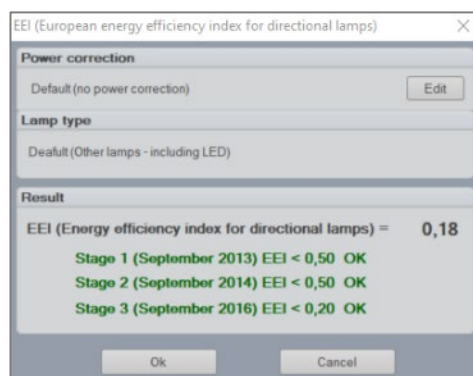 EEI (European energy efficiency index for directional lamps)
Power correction
Default (no power correction)
Edit
Lamp type
Deafult (Other lamps - including LED)
Result
EEI (Energy efficiency index for directional lamps) = 0,18
Stage 1 (September 2013) EEI < 0,50 OK
Stage 2 (September 2014) EEI < 0,50 OK
Stage 3 (September 2016) EEI < 0,20 OK
Ok
Cancel